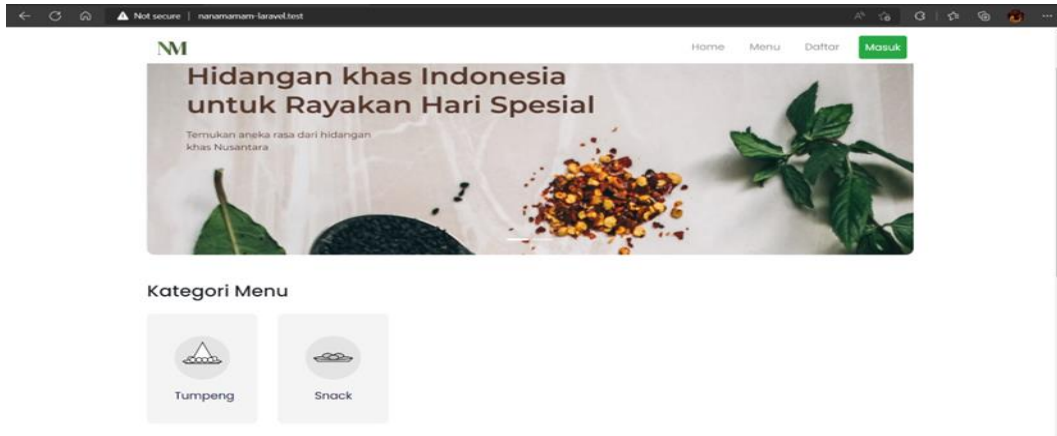 Not secure | nanamamam-laravel.test
NM
Home Menu Daftar Masuk
Hidangan khas Indonesia
untuk Rayakan Hari Spesial
Temukan aneka rasa dari hidangan
khas Nusantara
Kategori Menu
Tumpeng Snack